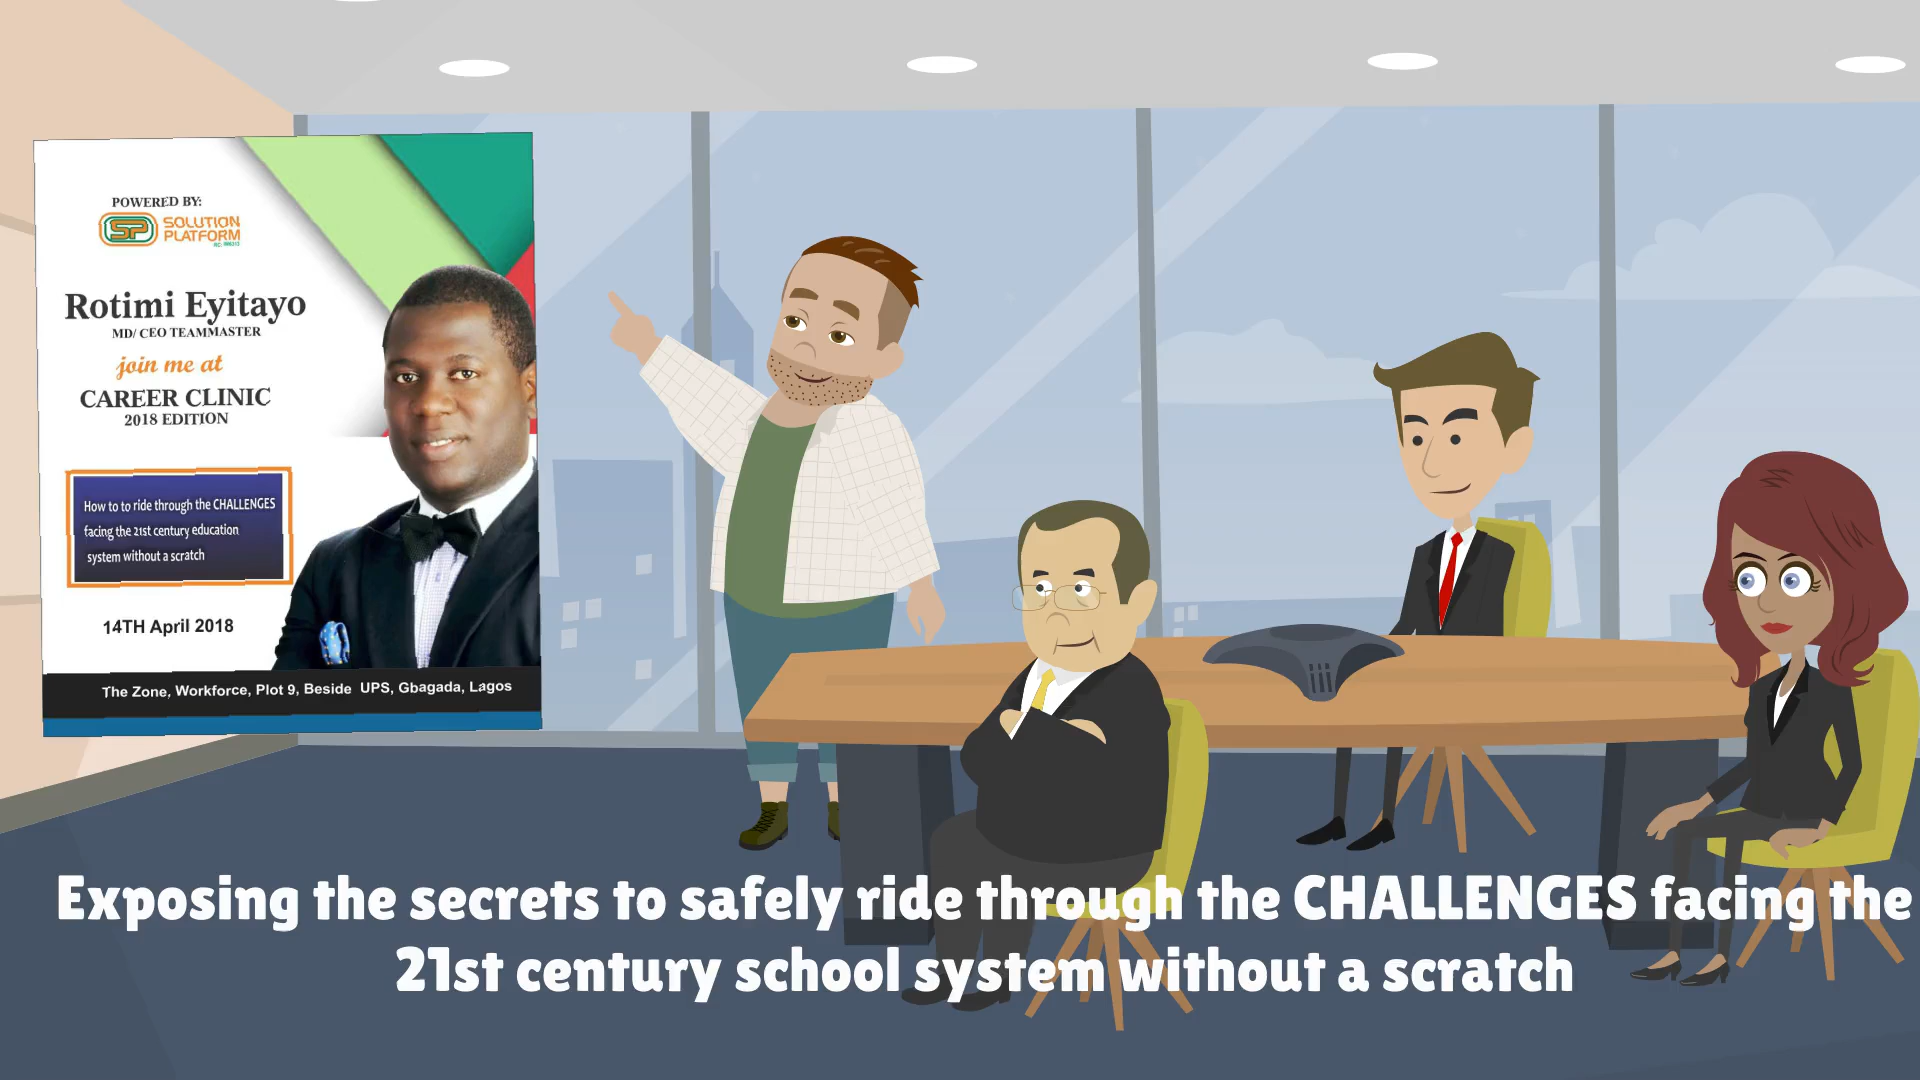 POWERED BY:
SP SOLUTION
PLATFORM
Rotimi Eyitayo
MD/ CEO TEAMMASTER
join me at
CAREER CLINIC
2018 EDITION
How to to ride through the CHALLENGES
facing the 21st century education
system without a scratch
14TH April 2018
The Zone, Workforce, Plot 9, Beside UPS, Gbagada, Lagos
Exposing the secrets to safely ride through the CHALLENGES facing the
21st century school system without a scratch